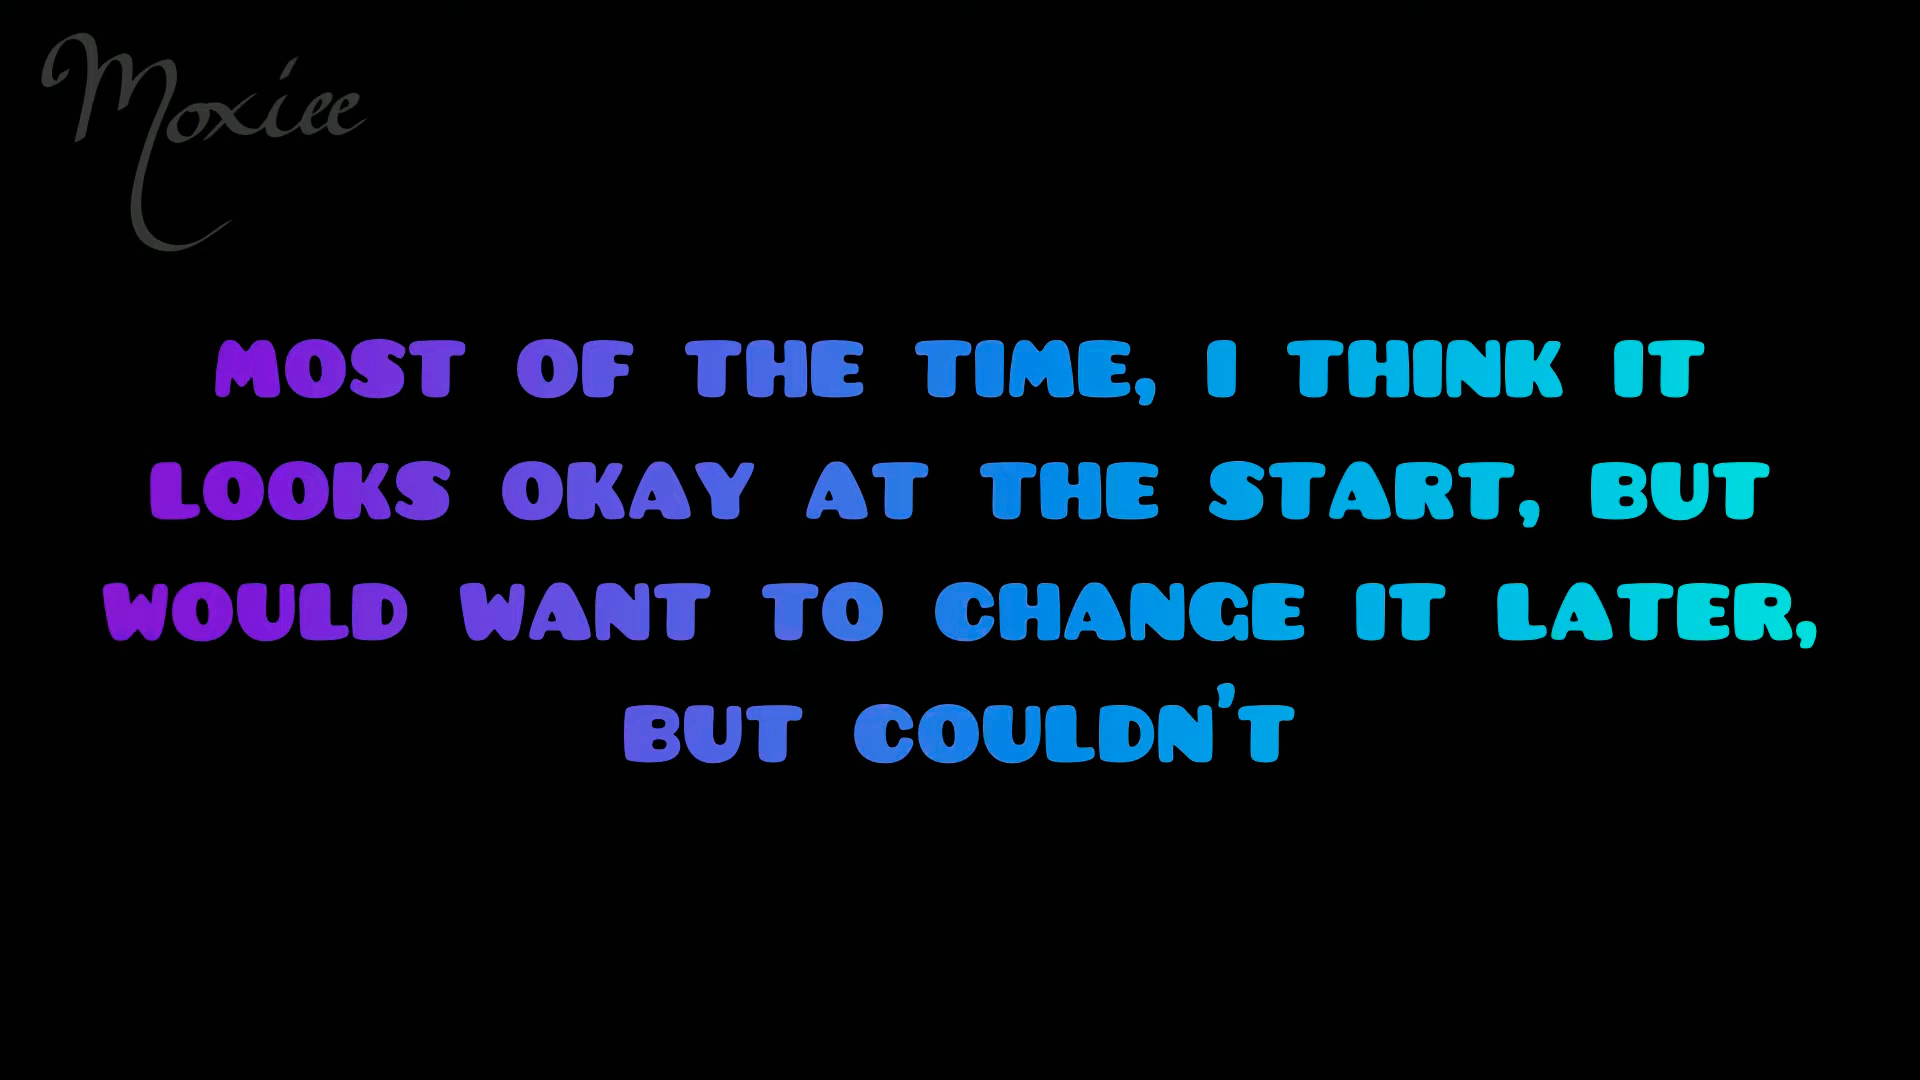 Moxiee
MOST OF THE TIME, I THINK IT
LOOKS OKAY AT THE START, BUT
WOULD WANT TO CHANGE IT LATER,
BUT COULDN'T